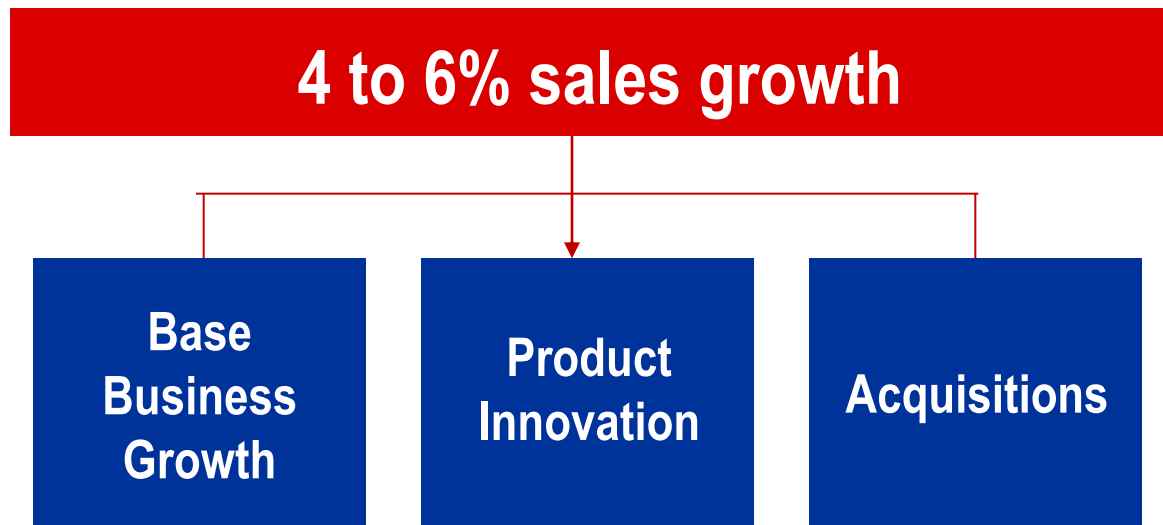 4 to 6% sales growth
Base
Business
Growth
Product
Innovation
Acquisitions